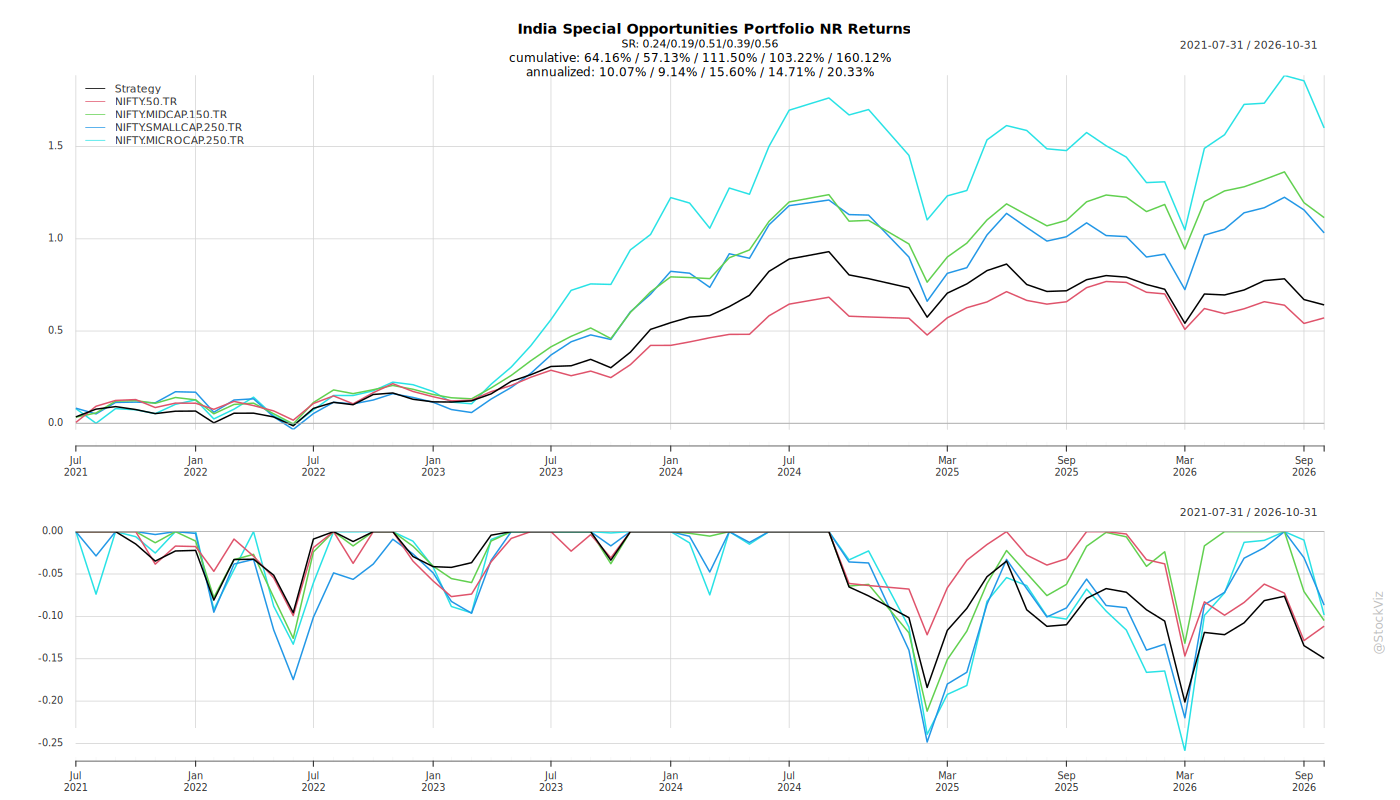 India Special Opportunities Portfolio NR Returns
SR: 0.24/0.19/0.51/0.39/0.56
cumulative: 64.16% / 57.13% / 111.50% / 103.22% / 160.12%
annualized: 10.07% / 9.14% / 15.60% / 14.71% / 20.33%
2021-07-31 / 2026-10-31
Strategy
NIFTY.50.TR
NIFTY.MIDCAP.150.TR
NIFTY.SMALLCAP.250.TR
NIFTY.MICROCAP.250.TR
1.5
1.0
0.5
0.0
Jul Jan Jul Jan Jul Jan Jul Mar Sep Mar Sep
2021 2022 2022 2023 2023 2024 2024 2025 2025 2026 2026
2021-07-31 / 2026-10-31
0.00
-0.05
-0.10
-0.15
-0.20
-0.25
Jul Jan Jul Jan Jul Jan Jul Mar Sep Mar Sep
2021 2022 2022 2023 2023 2024 2024 2025 2025 2026 2026
@StockViz